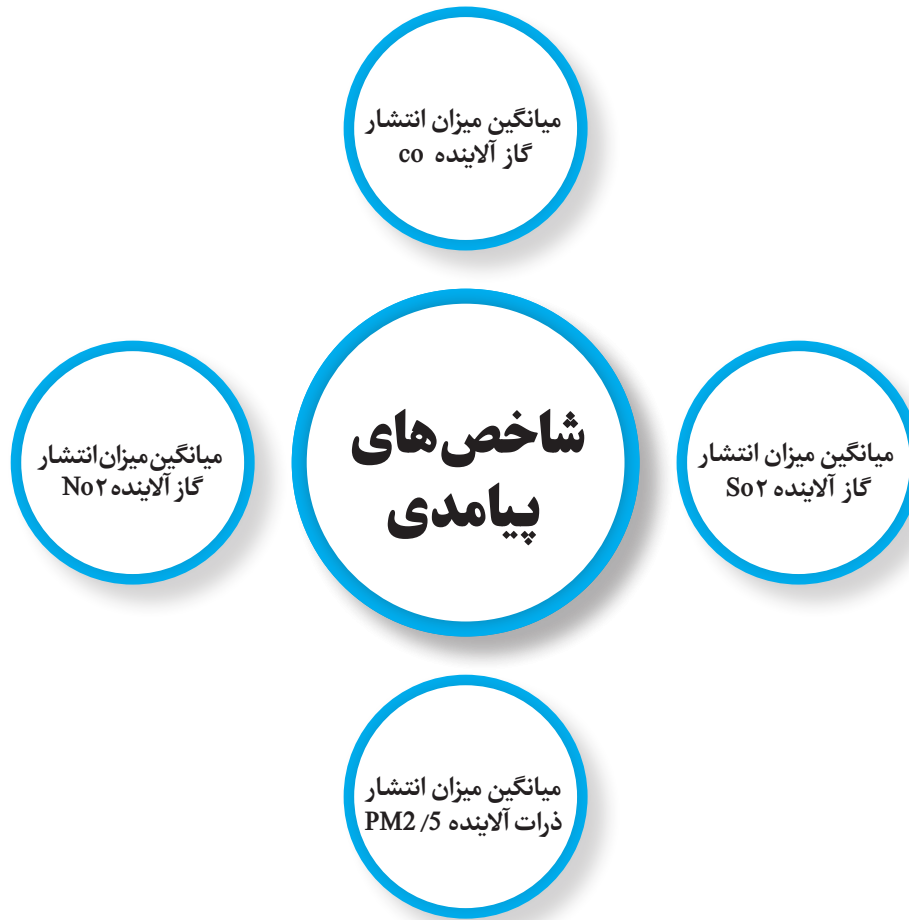 میانگین میزان انتشار
گاز آلاینده co
شاخص‌های
پیامدی
میانگین میزان انتشار
گاز آلاینده So۲
میانگین میزان انتشار
گاز آلاینده No۲
میانگین میزان انتشار
ذرات آلاینده PM2 /5